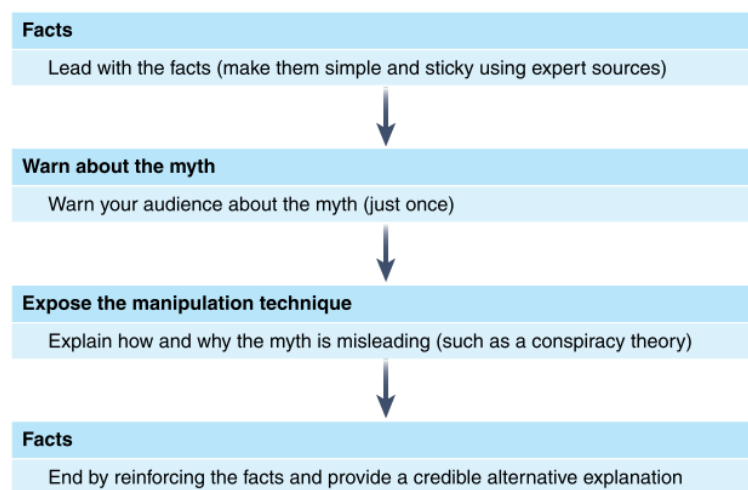 Facts
Lead with the facts (make them simple and sticky using expert sources)
Warn about the myth
Warn your audience about the myth (just once)
Expose the manipulation technique
Explain how and why the myth is misleading (such as a conspiracy theory)
Facts
End by reinforcing the facts and provide a credible alternative explanation